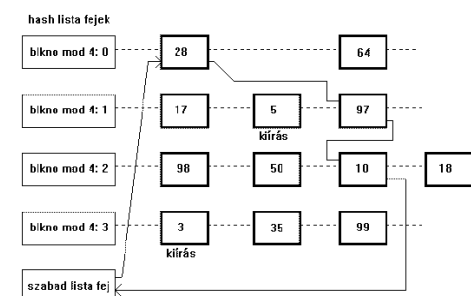 hash lista fejek
blkno mod 4: 0 28 64
blkno mod 4: 1 17 5 97
kiírás
blkno mod 4: 2 98 50 10 18
blkno mod 4: 3 3 35 99
kiírás
szabad lista fej